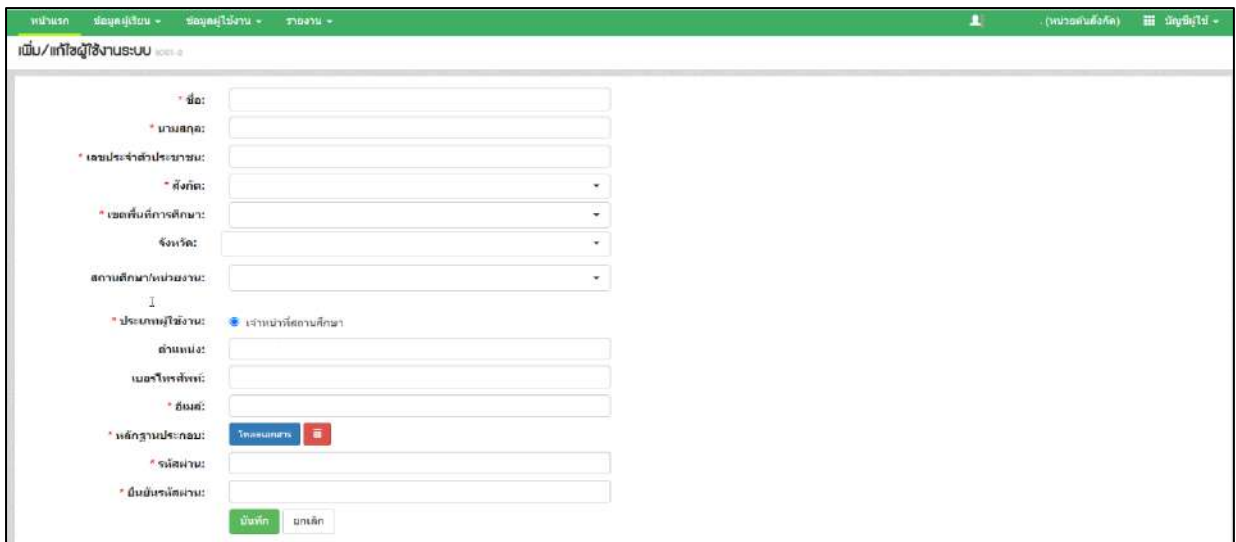 หน้าแรก ข้อมูลผู้เรียน ข้อมูลผู้ใช้งาน รายงาน (หน่วยต้นสังกัด) บัญชีผู้ใช้
เพิ่ม/แก้ไขผู้ใช้งานระบบ
* ชื่อ:
* นามสกุล:
* เลขประจำตัวประชาชน:
* สังกัด:
* เขตพื้นที่การศึกษา:
จังหวัด:
สถานศึกษา/หน่วยงาน:
* ประเภทผู้ใช้งาน: เจ้าหน้าที่สถานศึกษา
ตำแหน่ง:
เบอร์โทรศัพท์:
* อีเมล์:
* หลักฐานประกอบ: โหลดเอกสาร
* รหัสผ่าน:
* ยืนยันรหัสผ่าน:
บันทึก ยกเลิก